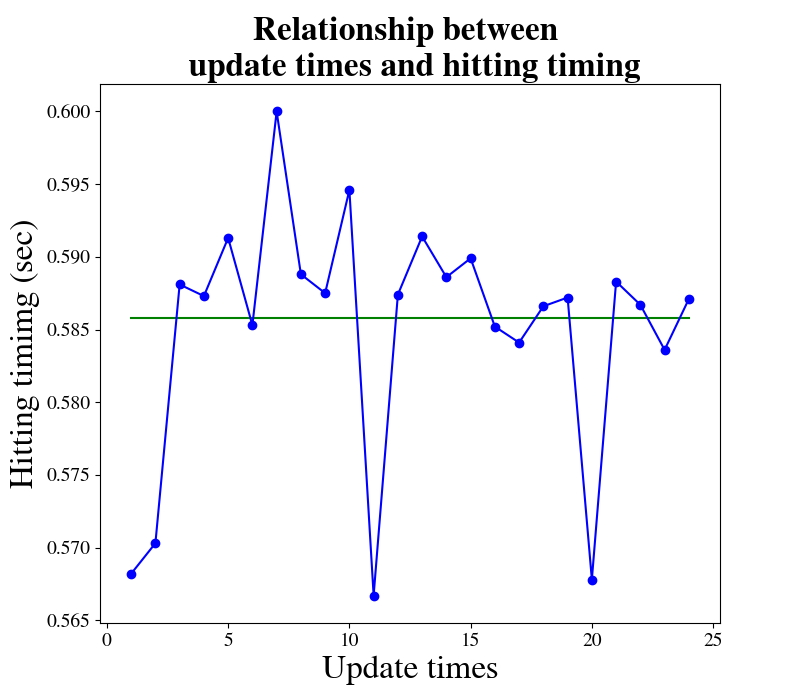 Relationship between
update times and hitting timing
0.600
0.595
0.590
0.585
0.580
0.575
0.570
0.565
Hitting timimg (sec)
0 5 10 15 20 25
Update times